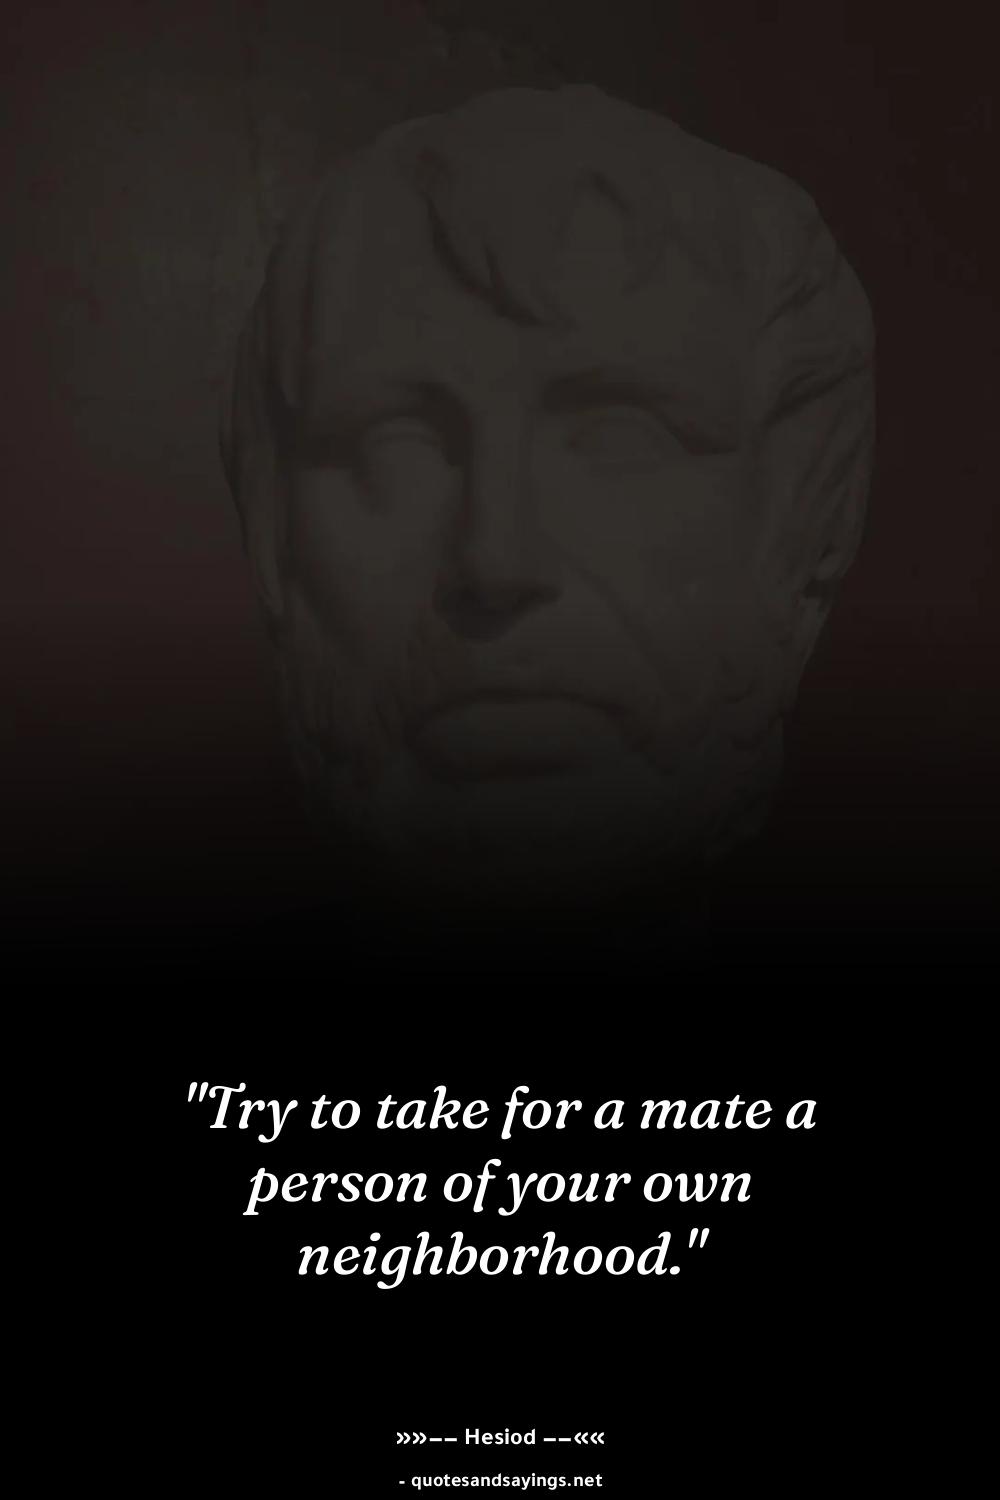 "Try to take for a mate a
person of your own
neighborhood."
»»–– Hesiod ––««
- quotesandsayings.net